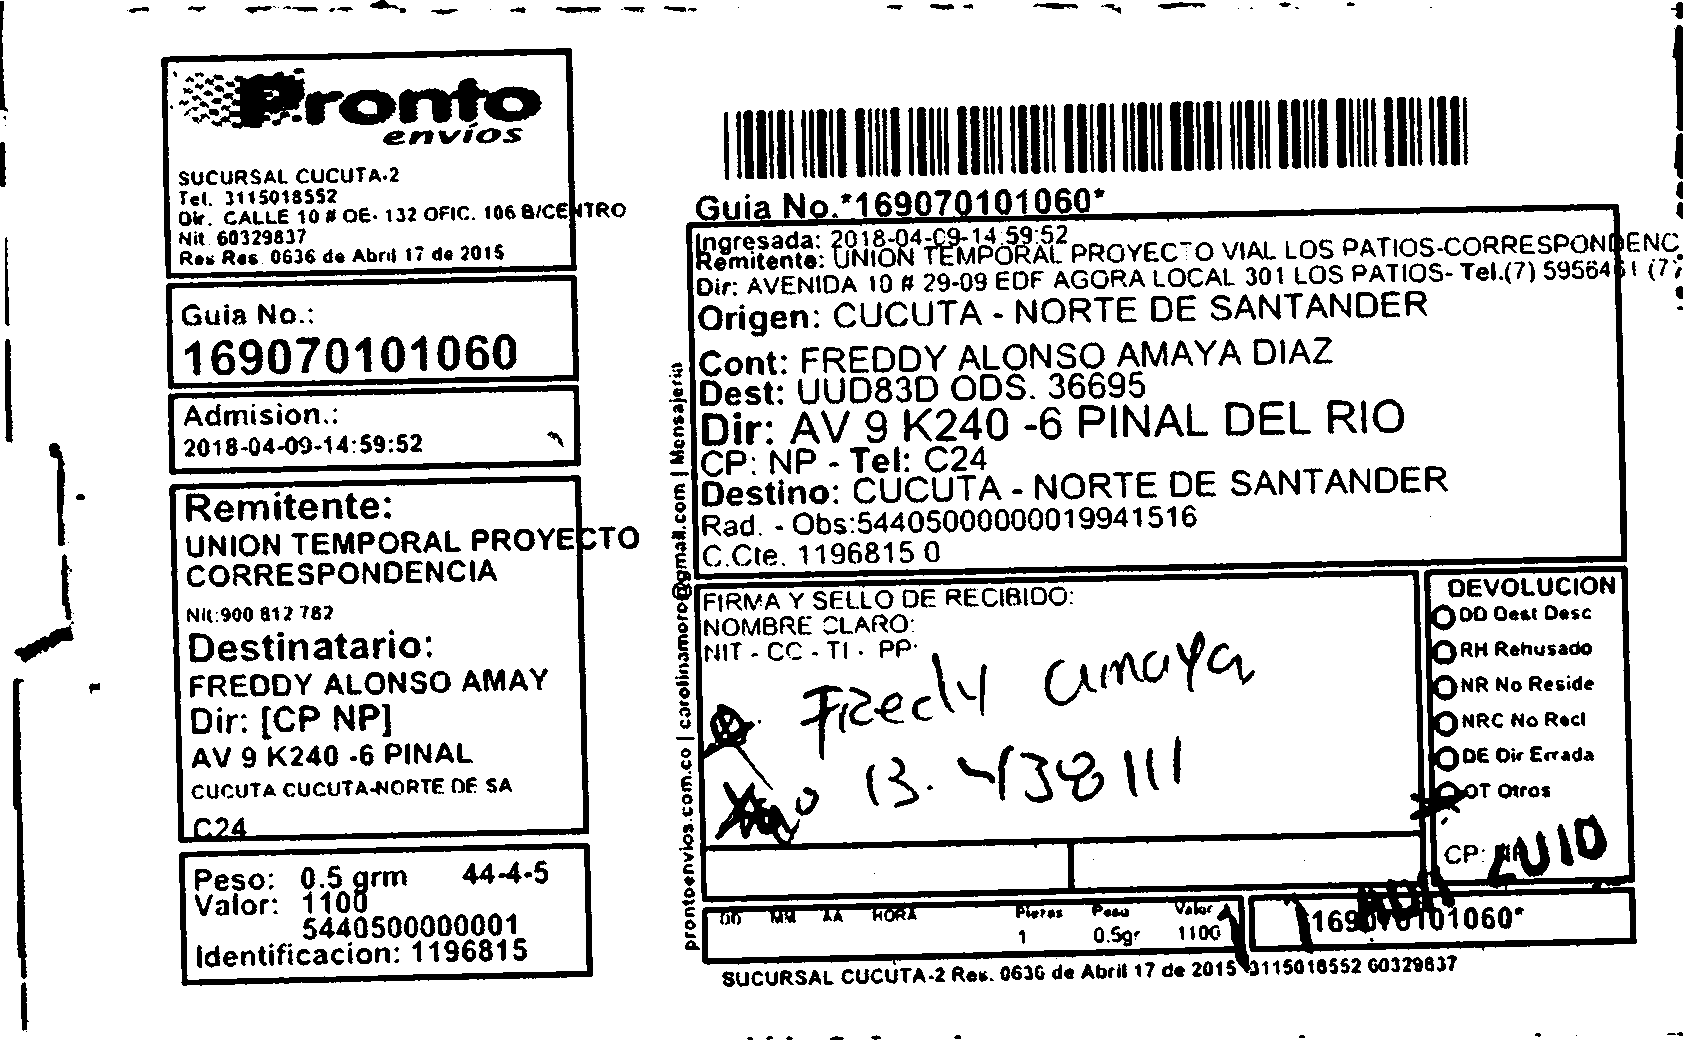 Pronto
envíos
SUCURSAL CUCUTA-2
Tel. 3115018552
Dir. CALLE 10 # OE- 132 OFIC. 106 B/CENTRO
Nit. 60329837
Res Res. 0636 de Abril 17 de 2015
Guia No.:
169070101060
Admision.:
2018-04-09-14:59:52
Remitente:
UNION TEMPORAL PROYECTO
CORRESPONDENCIA
Nit:900 812 782
Destinatario:
FREDDY ALONSO AMAY
Dir: [CP NP]
AV 9 K240 -6 PINAL
CUCUTA CUCUTA-NORTE DE SA
C24
Peso: 0.5 grm 44-4-5
Valor: 1100
5440500000001
Identificacion: 1196815
prontoenvios.com.co | carolinamoro@gmail.com | Mensajeria
Guia No.*169070101060*
Ingresada: 2018-04-09-14:59:52
Remitente: UNION TEMPORAL PROYECTO VIAL LOS PATIOS-CORRESPONDENC
Dir: AVENIDA 10 # 29-09 EDF AGORA LOCAL 301 LOS PATIOS- Tel.(7) 5956461 (7)
Origen: CUCUTA - NORTE DE SANTANDER
Cont: FREDDY ALONSO AMAYA DIAZ
Dest: UUD83D ODS. 36695
Dir: AV 9 K240 -6 PINAL DEL RIO
CP: NP - Tel: C24
Destino: CUCUTA - NORTE DE SANTANDER
Rad. - Obs:54405000000019941516
C.Cte. 1196815 0
FIRMA Y SELLO DE RECIBIDO:
NOMBRE CLARO:
NIT - CC - TI - PP:
Fredly Amaya
13.438111
DEVOLUCION
DD Dest Desc
RH Rehusado
NR No Reside
NRC No Recl
DE Dir Errada
OT Otros
CP:
DD MM AA HORA Piezas Peso Valor
1 0.5gr 1100
169070101060*
SUCURSAL CUCUTA-2 Res. 0636 de Abril 17 de 2015 3115018552 60329837